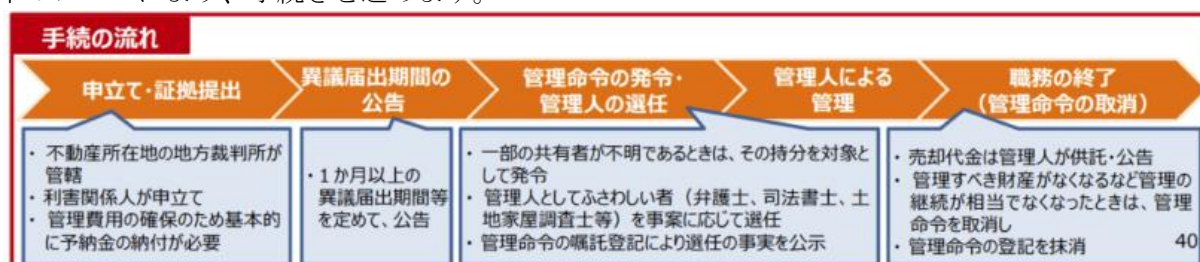 手続の流れ
申立て・証拠提出
異議届出期間の
公告
管理命令の発令・
管理人の選任
管理人による
管理
職務の終了
（管理命令の取消）
・ 不動産所在地の地方裁判所が
管轄
・ 利害関係人が申立て
・ 管理費用の確保のため基本的
に予納金の納付が必要
・１か月以上の
異議届出期間等
を定めて、公告
・ 一部の共有者が不明であるときは、その持分を対象と
して発令
・ 管理人としてふさわしい者（弁護士、司法書士、土
地家屋調査士等）を事案に応じて選任
・ 管理命令の嘱託登記により選任の事実を公示
・ 売却代金は管理人が供託・公告
・ 管理すべき財産がなくなるなど管理の
継続が相当でなくなったときは、管理
命令を取消し
・ 管理命令の登記を抹消
40